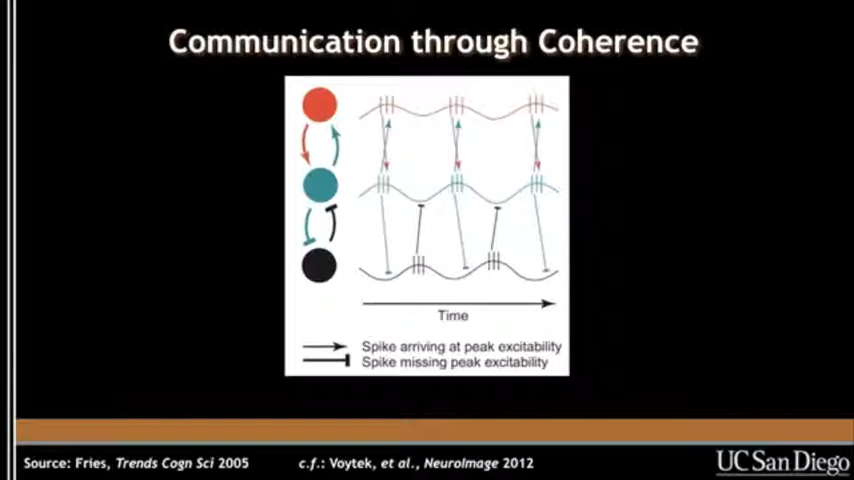 Communication through Coherence
Time
Spike arriving at peak excitability
Spike missing peak excitability
Source: Fries, Trends Cogn Sci 2005
c.f.: Voytek, et al., NeuroImage 2012
UC San Diego